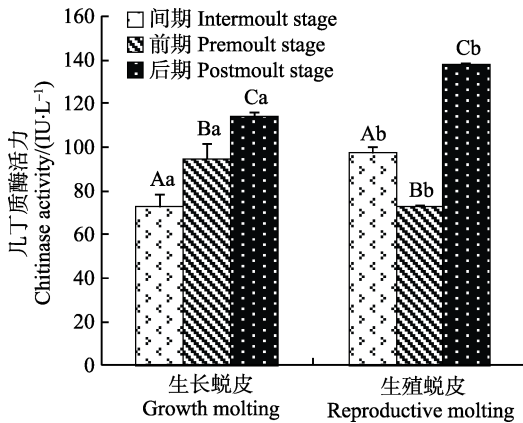 间期 Intermoult stage
前期 Premoult stage
后期 Postmoult stage
几丁质酶活力
Chitinase activity/(IU·L⁻¹)
160
140
120
100
80
60
40
20
0
Aa
Ba
Ca
Ab
Bb
Cb
生长蜕皮
Growth molting
生殖蜕皮
Reproductive molting